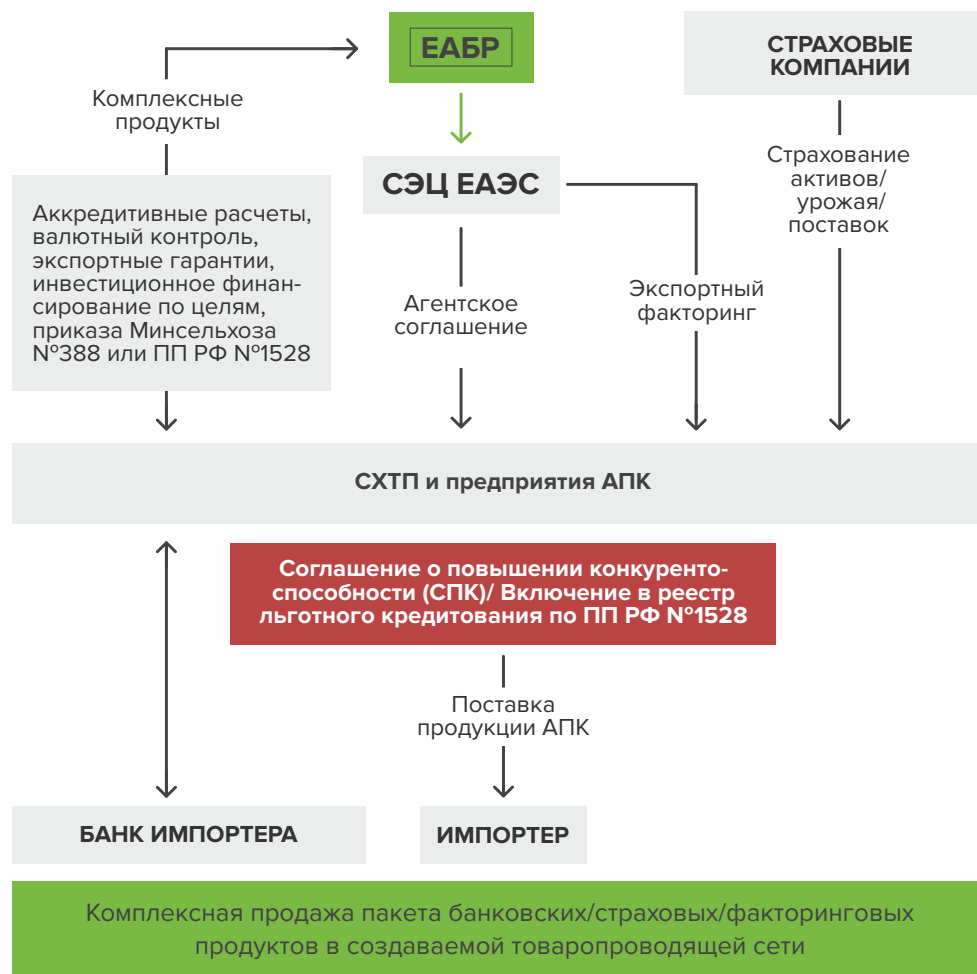 ЕАБР
СТРАХОВЫЕ
КОМПАНИИ
Комплексные
продукты
СЭЦ ЕАЭС
Страхование
активов/
урожая/
поставок
Аккредитивные расчеты,
валютный контроль,
экспортные гарантии,
инвестиционное финан-
сирование по целям,
приказа Минсельхоза
№388 или ПП РФ №1528
Агентское
соглашение
Экспортный
факторинг
СХТП и предприятия АПК
Соглашение о повышении конкуренто-
способности (СПК)/ Включение в реестр
льготного кредитования по ПП РФ №1528
Поставка
продукции АПК
БАНК ИМПОРТЕРА
ИМПОРТЕР
Комплексная продажа пакета банковских/страховых/факторинговых
продуктов в создаваемой товаропроводящей сети